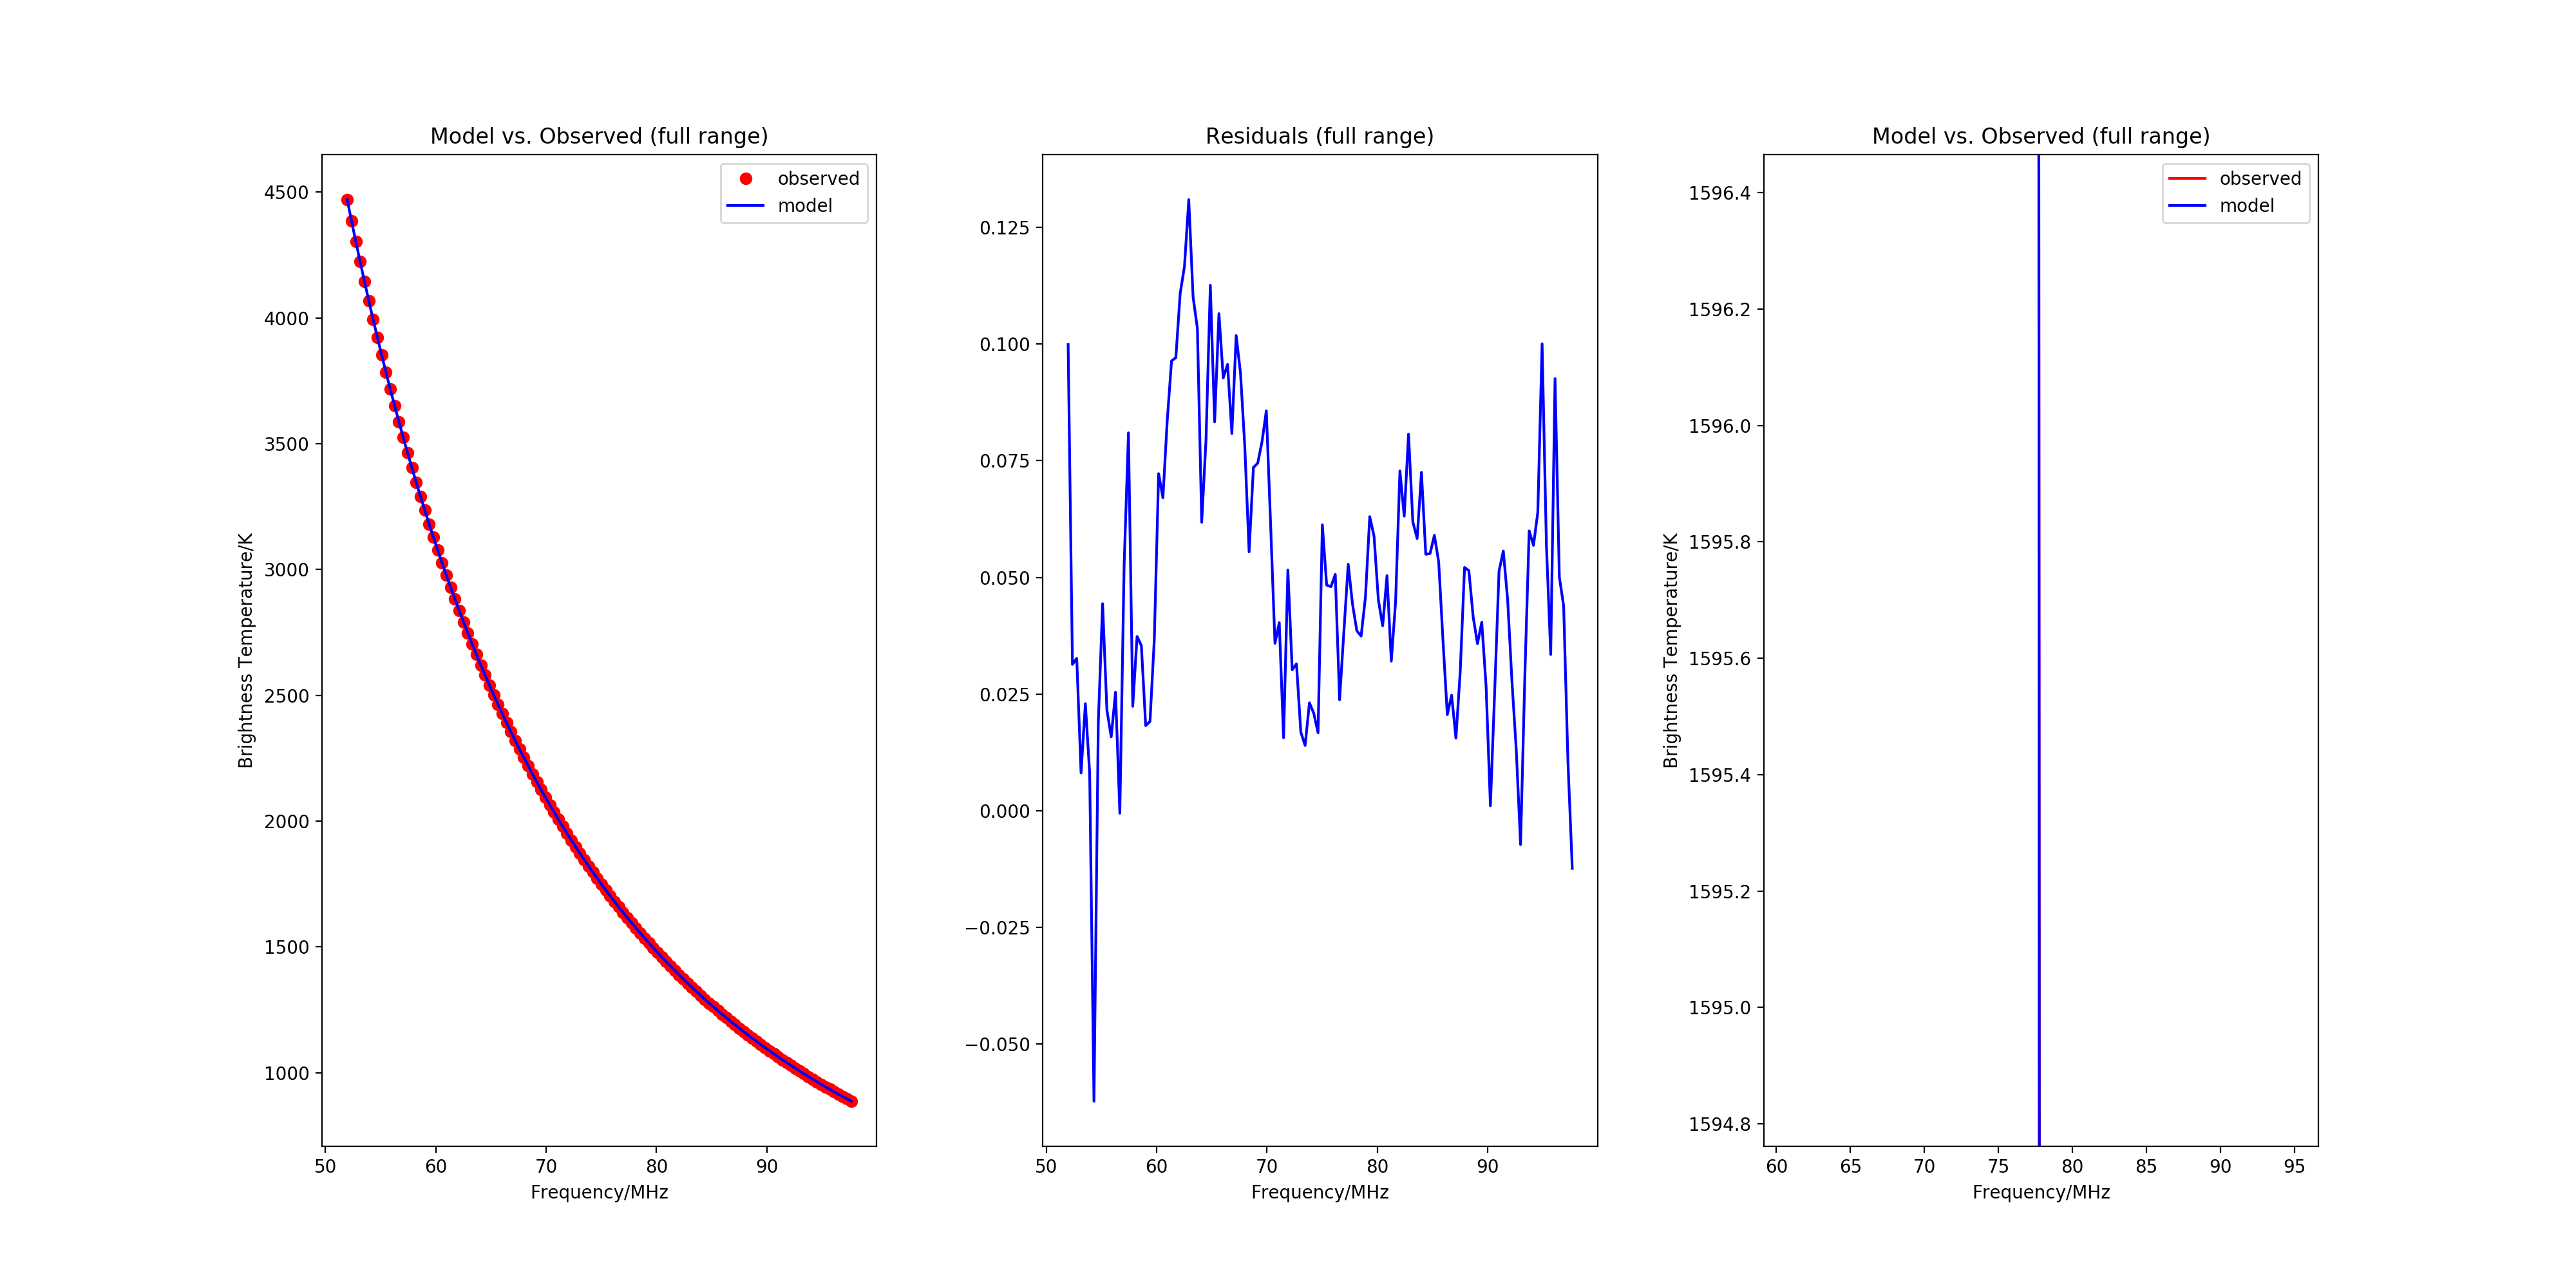 Model vs. Observed (full range)
observed
model
4500
4000
3500
3000
2500
2000
1500
1000
Brightness Temperature/K
50 60 70 80 90
Frequency/MHz
Residuals (full range)
0.125
0.100
0.075
0.050
0.025
0.000
−0.025
−0.050
50 60 70 80 90
Frequency/MHz
Model vs. Observed (full range)
observed
model
1596.4
1596.2
1596.0
1595.8
1595.6
1595.4
1595.2
1595.0
1594.8
Brightness Temperature/K
60 65 70 75 80 85 90 95
Frequency/MHz